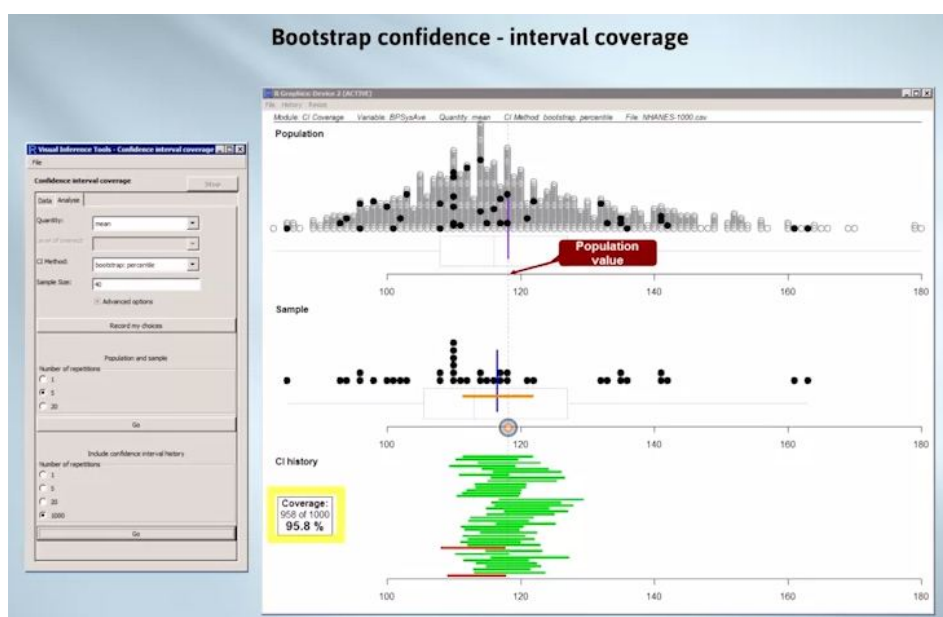 Bootstrap confidence - interval coverage
R Graphics: Device 2 (ACTIVE)
File History Resize
Module: CI Coverage Variable: BPSysAve Quantity: mean CI Method: bootstrap: percentile File: NHANES-1000.csv
Population
Population
value
100 120 140 160 180
Sample
100 120 140 160 180
CI history
Coverage:
958 of 1000
95.8 %
100 120 140 160 180
Visual Inference Tools - Confidence interval coverage
File
Confidence interval coverage
Stop
Data Analyse
Quantity:
mean
Level of interest:
CI Method:
bootstrap: percentile
Sample Size:
40
Advanced options
Record my choices
Population and sample
Number of repetitions
1
5
20
Go
Include confidence interval history
Number of repetitions
1
5
20
1000
Go